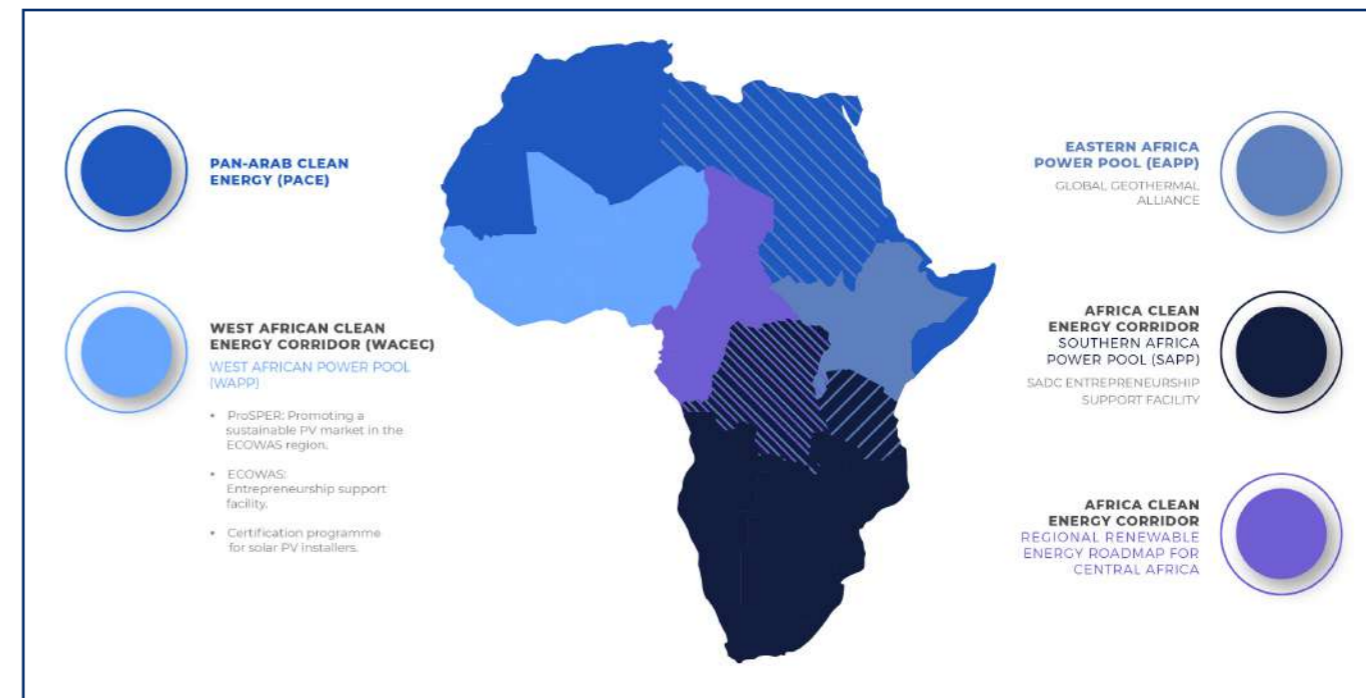 PAN-ARAB CLEAN
ENERGY (PACE)
WEST AFRICAN CLEAN
ENERGY CORRIDOR (WACEC)
WEST AFRICAN POWER POOL
(WAPP)
• ProSPER: Promoting a
sustainable PV market in the
ECOWAS region.
• ECOWAS:
Entrepreneurship support
facility.
• Certification programme
for solar PV installers.
EASTERN AFRICA
POWER POOL (EAPP)
GLOBAL GEOTHERMAL
ALLIANCE
AFRICA CLEAN
ENERGY CORRIDOR
SOUTHERN AFRICA
POWER POOL (SAPP)
SADC ENTREPRENEURSHIP
SUPPORT FACILITY
AFRICA CLEAN
ENERGY CORRIDOR
REGIONAL RENEWABLE
ENERGY ROADMAP FOR
CENTRAL AFRICA